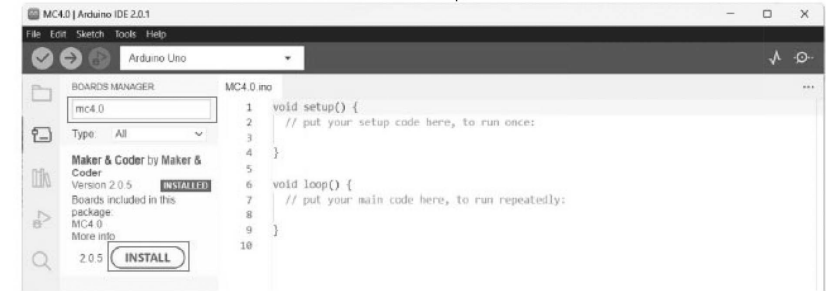 MC4.0 | Arduino IDE 2.0.1
File Edit Sketch Tools Help
Arduino Uno
BOARDS MANAGER
mc4.0
Type: All
Maker & Coder by Maker &
Coder
Version 2.0.5 INSTALLED
Boards included in this
package:
MC4.0
More info
2.0.5 INSTALL
MC4.0.ino
1 void setup() {
2 // put your setup code here, to run once:
3
4 }
5
6 void loop() {
7 // put your main code here, to run repeatedly:
8
9 }
10